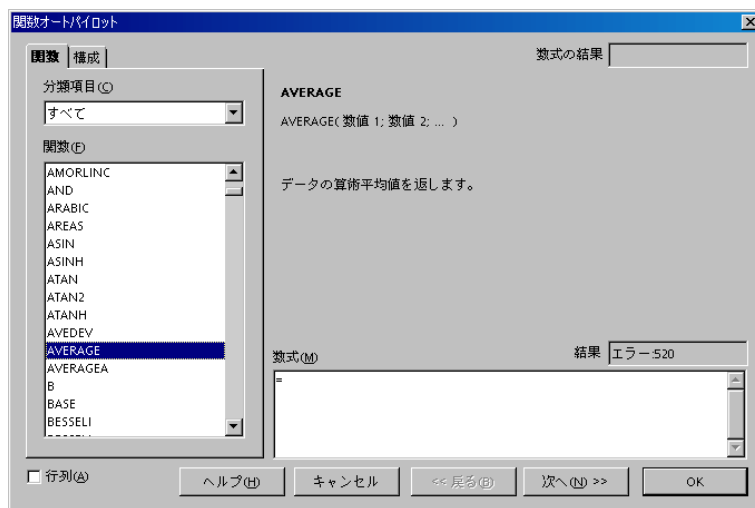 関数オートパイロット
関数 構成
数式の結果
分類項目(C)
すべて
関数(F)
AMORLINC
AND
ARABIC
AREAS
ASIN
ASINH
ATAN
ATAN2
ATANH
AVEDEV
AVERAGE
AVERAGEA
B
BASE
BESSELI
AVERAGE
AVERAGE( 数値 1; 数値 2; ... )
データの算術平均値を返します。
数式(M)
結果 エラー:520
=
行列(A)
ヘルプ(H)
キャンセル
<< 戻る(B)
次へ(N) >>
OK